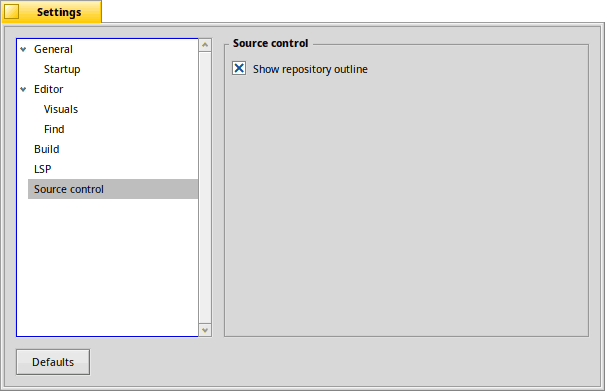 Settings
General
Startup
Editor
Visuals
Find
Build
LSP
Source control
Source control
Show repository outline
Defaults